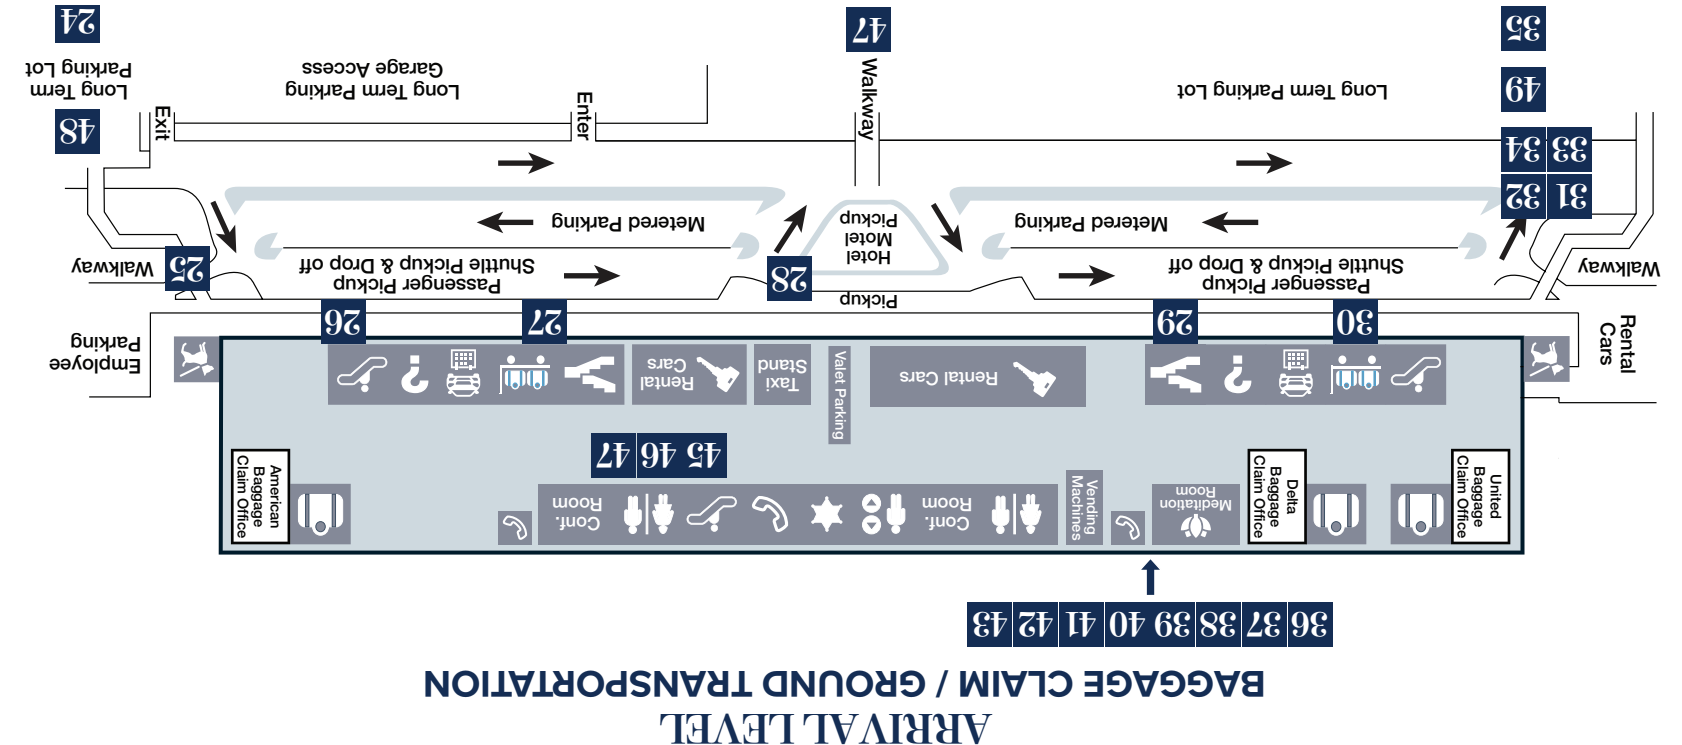 ARRIVAL LEVEL
BAGGAGE CLAIM / GROUND TRANSPORTATION
36 37 38 39 40 41 42 43
United
Baggage
Claim Office
Delta
Baggage
Claim Office
Meditation
Room
Vending
Machines
Conf.
Room
Conf.
Room
American
Baggage
Claim Office
45 46 47
Rental Cars
Valet Parking
Taxi
Stand
Rental
Cars
Rental
Cars
Employee
Parking
30
29
27
26
Walkway
Passenger Pickup
Shuttle Pickup & Drop off
Pickup
28
Passenger Pickup
Shuttle Pickup & Drop off
25
Walkway
Hotel
Motel
Pickup
Metered Parking
Metered Parking
31 32
33 34
49
35
Long Term Parking Lot
Walkway
47
Enter
Long Term Parking
Garage Access
Exit
48
Long Term
Parking Lot
24